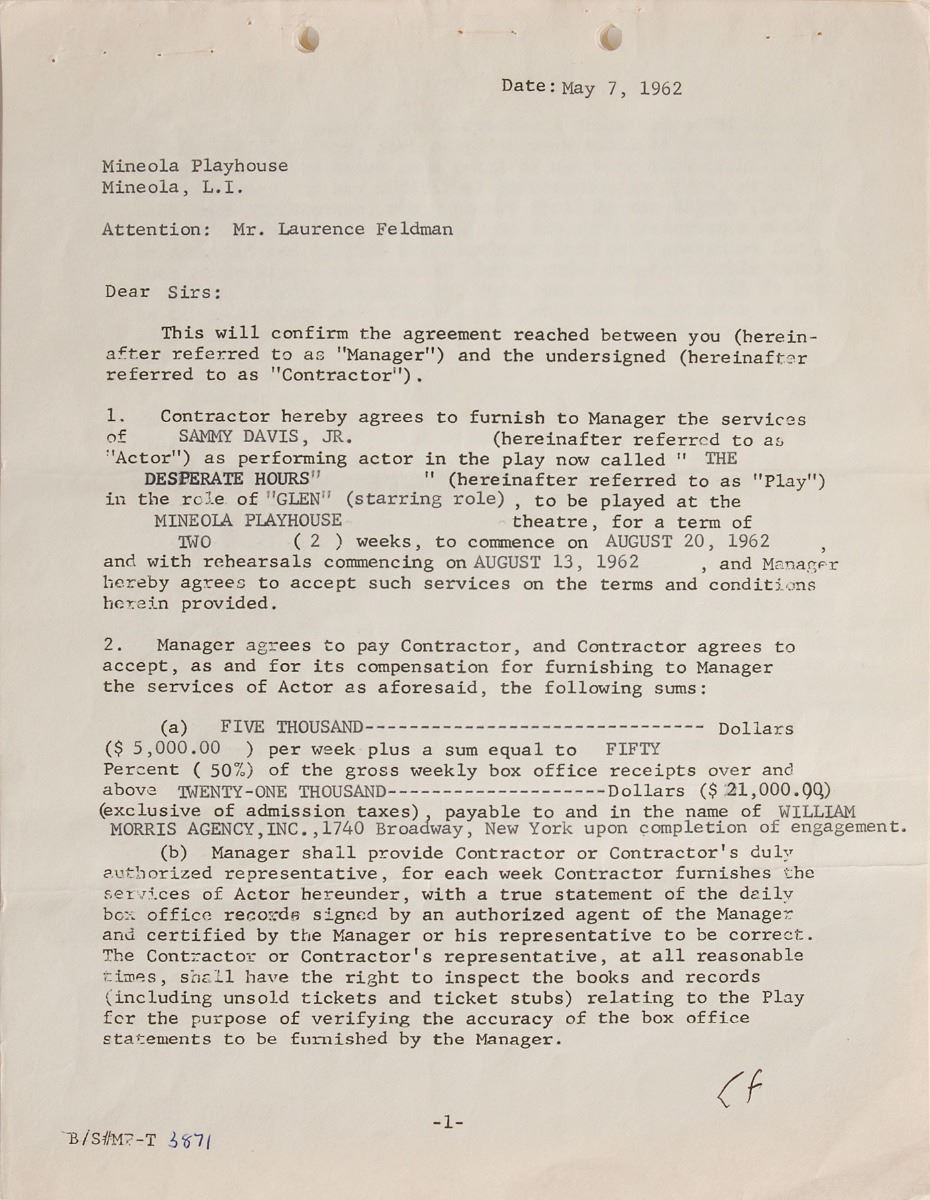 Date: May 7, 1962
Mineola Playhouse
Mineola, L.I.
Attention: Mr. Laurence Feldman
Dear Sirs:
This will confirm the agreement reached between you (herein-
after referred to as "Manager") and the undersigned (hereinafter
referred to as "Contractor").
1. Contractor hereby agrees to furnish to Manager the services
of SAMMY DAVIS, JR. (hereinafter referred to as
"Actor") as performing actor in the play now called " THE
DESPERATE HOURS" " (hereinafter referred to as "Play")
in the role of "GLEN" (starring role) , to be played at the
MINEOLA PLAYHOUSE theatre, for a term of
TWO ( 2 ) weeks, to commence on AUGUST 20, 1962 ,
and with rehearsals commencing on AUGUST 13, 1962 , and Manager
hereby agrees to accept such services on the terms and conditions
herein provided.
2. Manager agrees to pay Contractor, and Contractor agrees to
accept, as and for its compensation for furnishing to Manager
the services of Actor as aforesaid, the following sums:
(a) FIVE THOUSAND------------------------------- Dollars
($ 5,000.00 ) per week plus a sum equal to FIFTY
Percent ( 50%) of the gross weekly box office receipts over and
above TWENTY-ONE THOUSAND--------------------Dollars ($ 21,000.00)
(exclusive of admission taxes), payable to and in the name of WILLIAM
MORRIS AGENCY,INC.,1740 Broadway, New York upon completion of engagement.
(b) Manager shall provide Contractor or Contractor's duly
authorized representative, for each week Contractor furnishes the
services of Actor hereunder, with a true statement of the daily
box office records signed by an authorized agent of the Manager
and certified by the Manager or his representative to be correct.
The Contractor or Contractor's representative, at all reasonable
times, shall have the right to inspect the books and records
(including unsold tickets and ticket stubs) relating to the Play
for the purpose of verifying the accuracy of the box office
statements to be furnished by the Manager.
-1-
3871